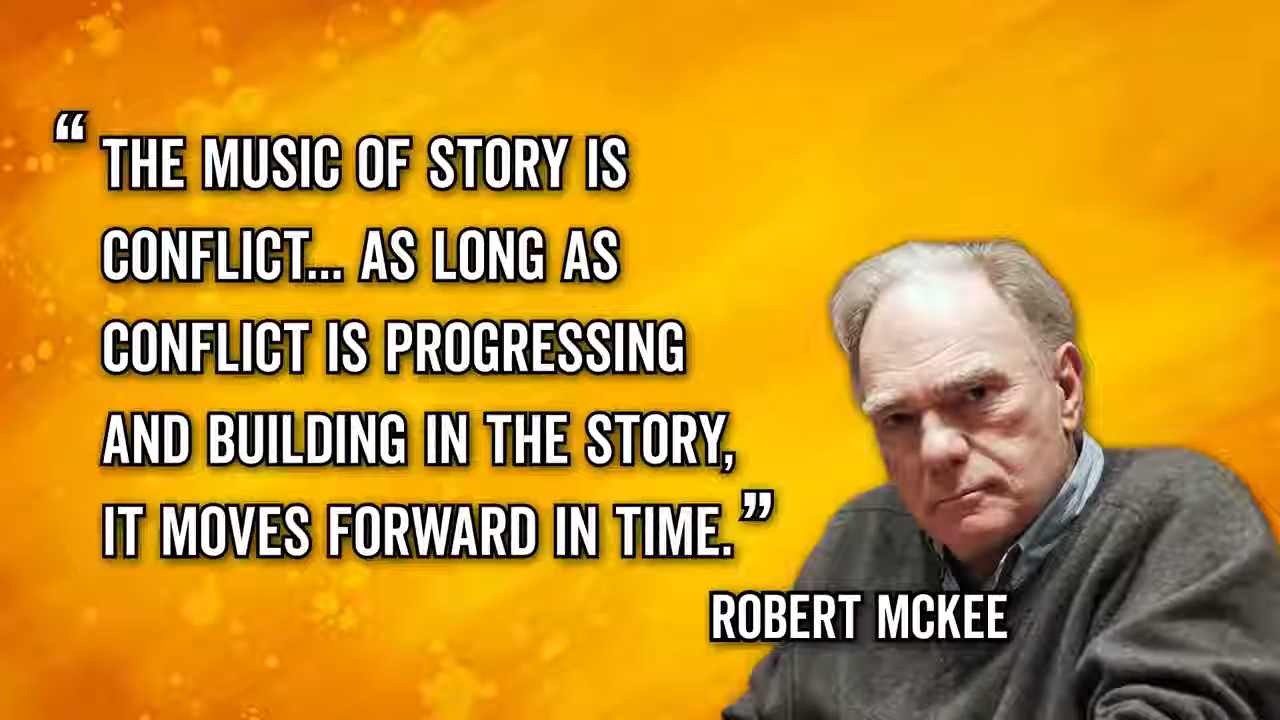 “ THE MUSIC OF STORY IS
CONFLICT... AS LONG AS
CONFLICT IS PROGRESSING
AND BUILDING IN THE STORY,
IT MOVES FORWARD IN TIME.”
ROBERT MCKEE